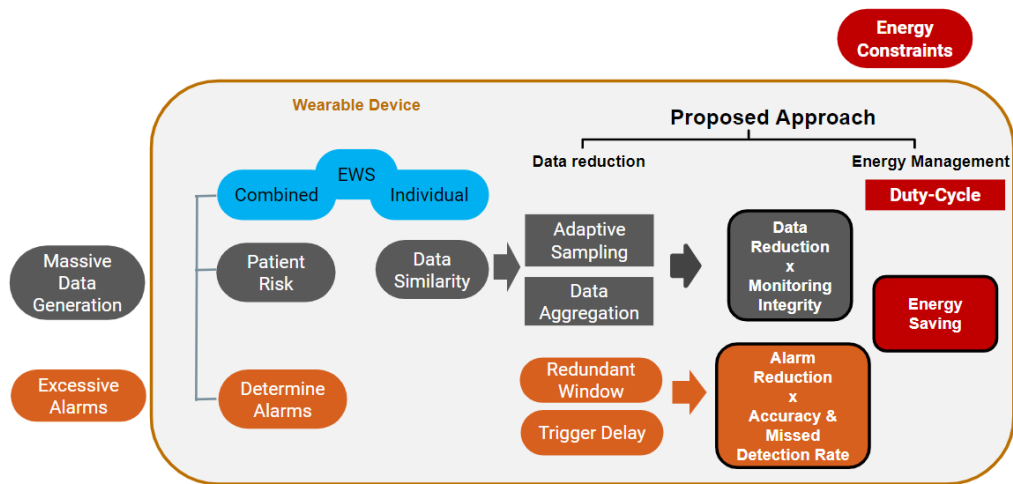 Energy
Constraints
Wearable Device
Proposed Approach
Data reduction
Energy Management
EWS
Combined
Individual
Duty-Cycle
Massive
Data
Generation
Patient
Risk
Data
Similarity
Adaptive
Sampling
Data
Aggregation
Data
Reduction
x
Monitoring
Integrity
Energy
Saving
Excessive
Alarms
Determine
Alarms
Redundant
Window
Trigger Delay
Alarm
Reduction
x
Accuracy &
Missed
Detection Rate